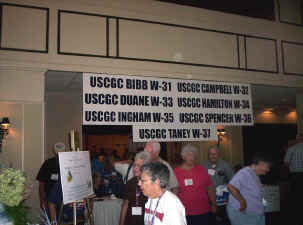 USCGC BIBB W-31 USCGC CAMPBELL W-32
USCGC DUANE W-33 USCGC HAMILTON W-34
USCGC INGHAM W-35 USCGC SPENCER W-36
USCGC TANEY W-37